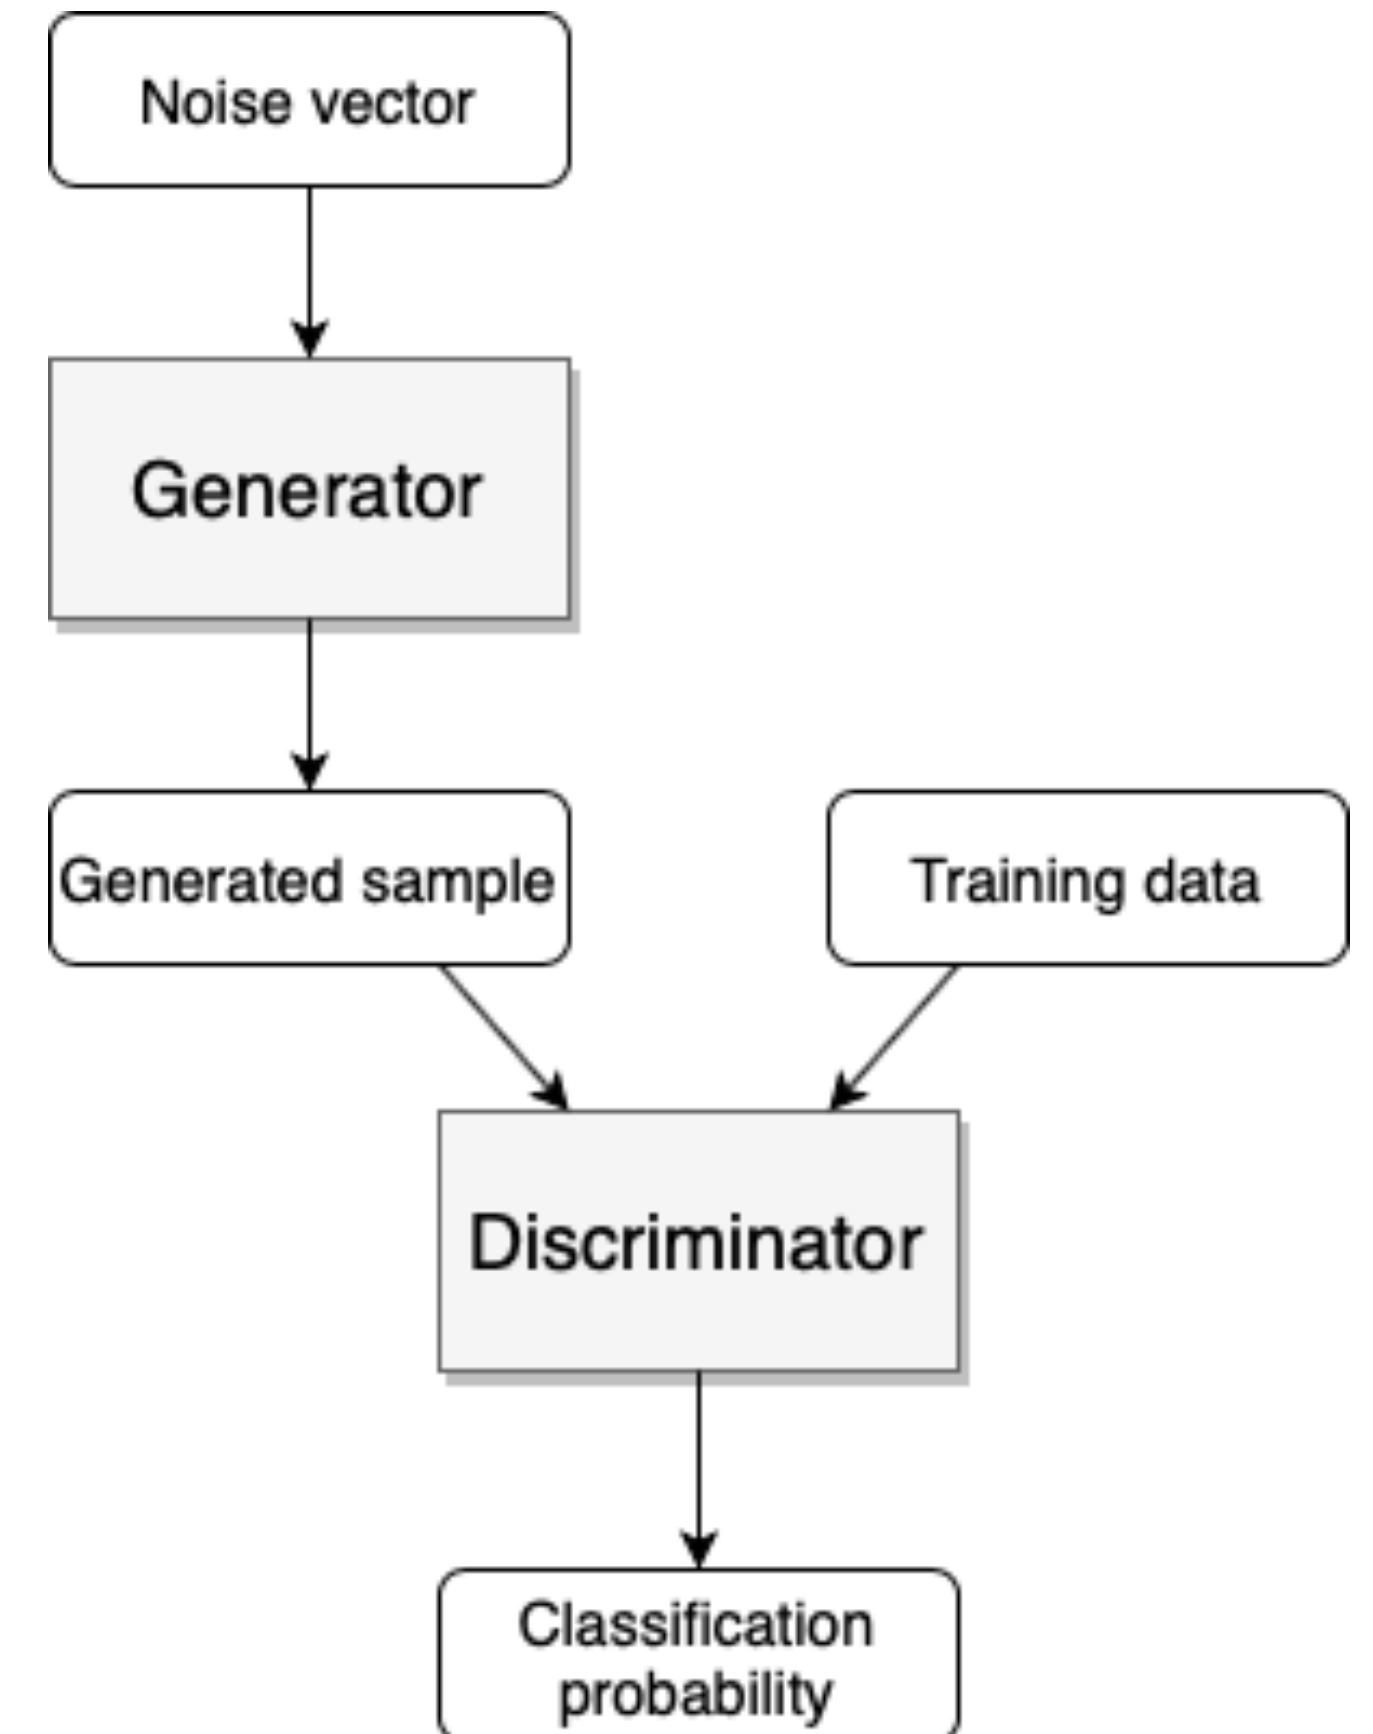 Noise vector
Generator
Generated sample
Training data
Discriminator
Classification
probability